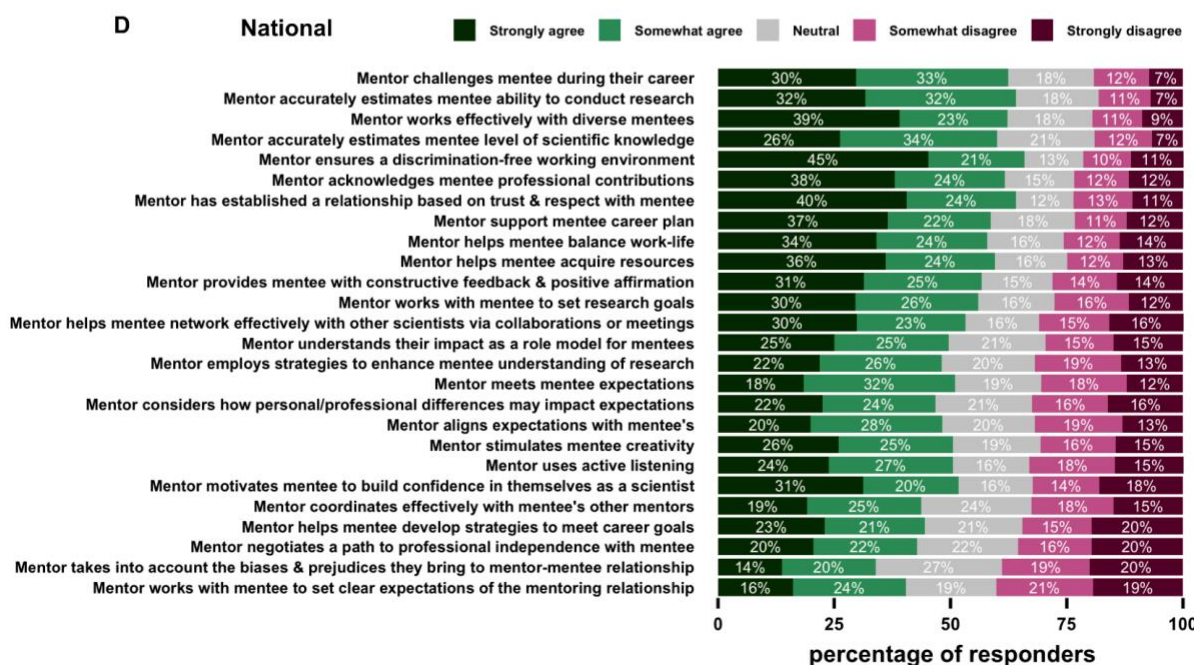 D National Strongly agree Somewhat agree Neutral Somewhat disagree Strongly disagree
Mentor challenges mentee during their career 30% 33% 18% 12% 7%
Mentor accurately estimates mentee ability to conduct research 32% 32% 18% 11% 7%
Mentor works effectively with diverse mentees 39% 23% 18% 11% 9%
Mentor accurately estimates mentee level of scientific knowledge 26% 34% 21% 12% 7%
Mentor ensures a discrimination-free working environment 45% 21% 13% 10% 11%
Mentor acknowledges mentee professional contributions 38% 24% 15% 12% 12%
Mentor has established a relationship based on trust & respect with mentee 40% 24% 12% 13% 11%
Mentor support mentee career plan 37% 22% 18% 11% 12%
Mentor helps mentee balance work-life 34% 24% 16% 12% 14%
Mentor helps mentee acquire resources 36% 24% 16% 12% 13%
Mentor provides mentee with constructive feedback & positive affirmation 31% 25% 15% 14% 14%
Mentor works with mentee to set research goals 30% 26% 16% 16% 12%
Mentor helps mentee network effectively with other scientists via collaborations or meetings 30% 23% 16% 15% 16%
Mentor understands their impact as a role model for mentees 25% 25% 21% 15% 15%
Mentor employs strategies to enhance mentee understanding of research 22% 26% 20% 19% 13%
Mentor meets mentee expectations 18% 32% 19% 18% 12%
Mentor considers how personal/professional differences may impact expectations 22% 24% 21% 16% 16%
Mentor aligns expectations with mentee's 20% 28% 20% 19% 13%
Mentor stimulates mentee creativity 26% 25% 19% 16% 15%
Mentor uses active listening 24% 27% 16% 18% 15%
Mentor motivates mentee to build confidence in themselves as a scientist 31% 20% 16% 14% 18%
Mentor coordinates effectively with mentee's other mentors 19% 25% 24% 18% 15%
Mentor helps mentee develop strategies to meet career goals 23% 21% 21% 15% 20%
Mentor negotiates a path to professional independence with mentee 20% 22% 22% 16% 20%
Mentor takes into account the biases & prejudices they bring to mentor-mentee relationship 14% 20% 27% 19% 20%
Mentor works with mentee to set clear expectations of the mentoring relationship 16% 24% 19% 21% 19%
0 25 50 75 100
percentage of responders